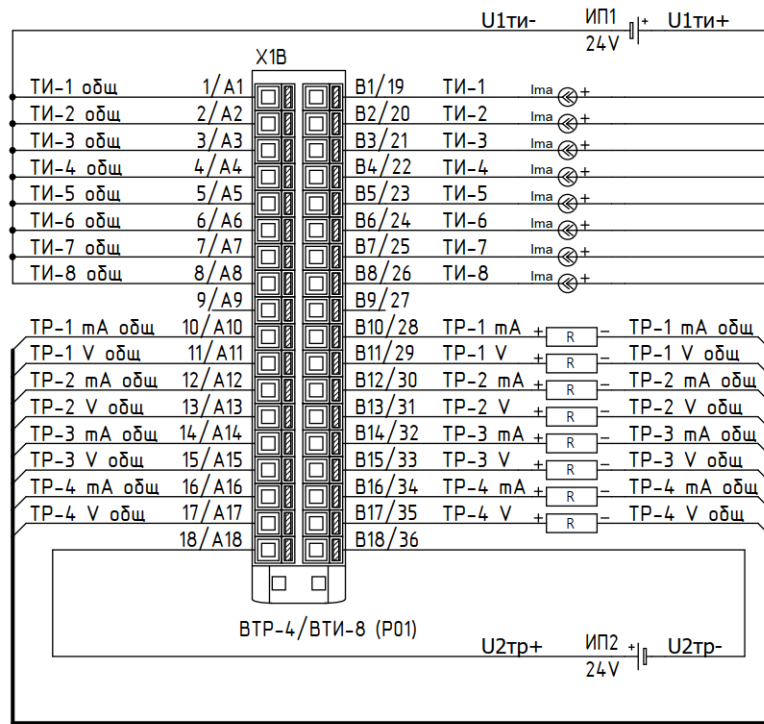 U1ти- ИП1 + U1ти+
24V
X1B
ТИ-1 общ 1/A1 B1/19 ТИ-1 Ima +
ТИ-2 общ 2/A2 B2/20 ТИ-2 Ima +
ТИ-3 общ 3/A3 B3/21 ТИ-3 Ima +
ТИ-4 общ 4/A4 B4/22 ТИ-4 Ima +
ТИ-5 общ 5/A5 B5/23 ТИ-5 Ima +
ТИ-6 общ 6/A6 B6/24 ТИ-6 Ima +
ТИ-7 общ 7/A7 B7/25 ТИ-7 Ima +
ТИ-8 общ 8/A8 B8/26 ТИ-8 Ima +
9/A9 B9/27
ТР-1 mA общ 10/A10 B10/28 ТР-1 mA + R - ТР-1 mA общ
ТР-1 V общ 11/A11 B11/29 ТР-1 V + R - ТР-1 V общ
ТР-2 mA общ 12/A12 B12/30 ТР-2 mA + R - ТР-2 mA общ
ТР-2 V общ 13/A13 B13/31 ТР-2 V + R - ТР-2 V общ
ТР-3 mA общ 14/A14 B14/32 ТР-3 mA + R - ТР-3 mA общ
ТР-3 V общ 15/A15 B15/33 ТР-3 V + R - ТР-3 V общ
ТР-4 mA общ 16/A16 B16/34 ТР-4 mA + R - ТР-4 mA общ
ТР-4 V общ 17/A17 B17/35 ТР-4 V + R - ТР-4 V общ
18/A18 B18/36
ВТР-4/ВТИ-8 (P01)
U2тр+ ИП2 + U2тр-
24V